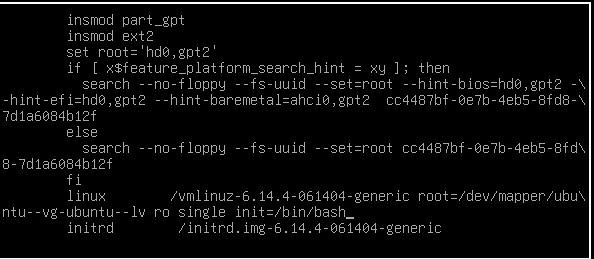 insmod part_gpt
insmod ext2
set root='hd0,gpt2'
if [ x$feature_platform_search_hint = xy ]; then
search --no-floppy --fs-uuid --set=root --hint-bios=hd0,gpt2 -\
-hint-efi=hd0,gpt2 --hint-baremetal=ahci0,gpt2  cc4487bf-0e7b-4eb5-8fd8-\
7d1a6084b12f
else
search --no-floppy --fs-uuid --set=root cc4487bf-0e7b-4eb5-8fd\
8-7d1a6084b12f
fi
linux        /vmlinuz-6.14.4-061404-generic root=/dev/mapper/ubu\
ntu--vg-ubuntu--lv ro single init=/bin/bash_
initrd        /initrd.img-6.14.4-061404-generic